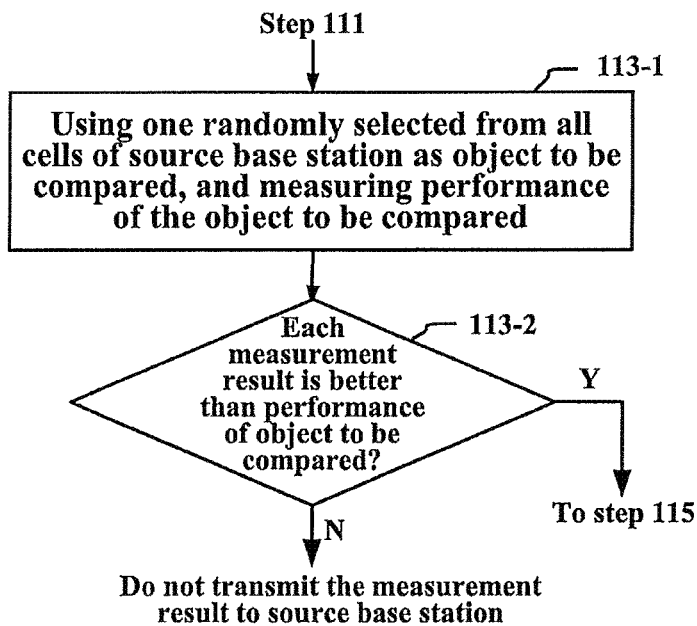 Step 111
113-1
Using one randomly selected from all
cells of source base station as object to be
compared, and measuring performance
of the object to be compared
Each
113-2
measurement
result is better
Y
than performance
of object to be
compared?
To step 115
N
Do not transmit the measurement
result to source base station